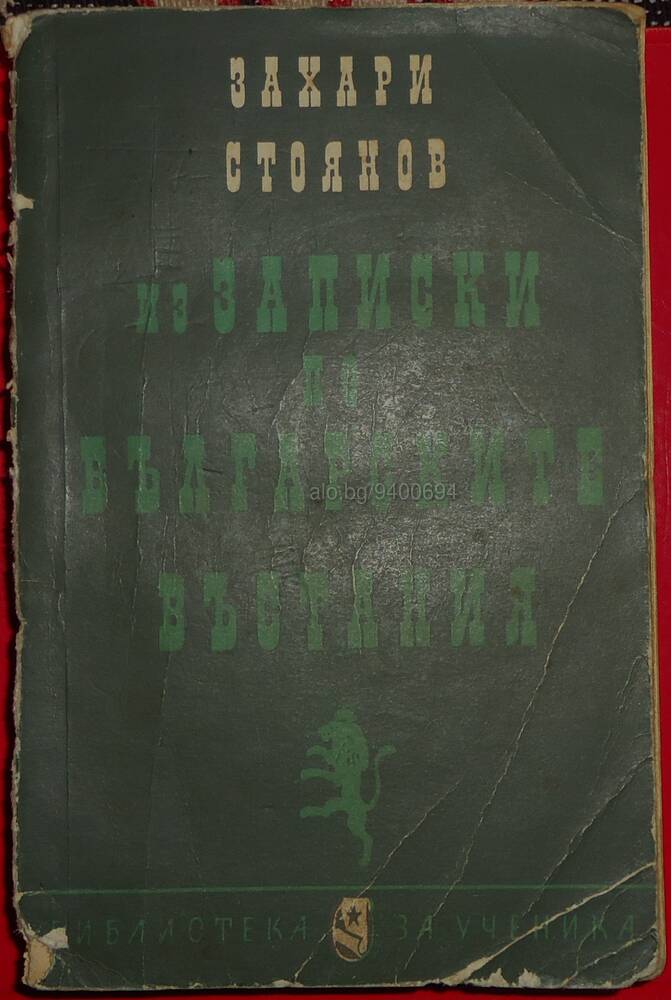 ЗАХАРИ
СТОЯНОВ
ИЗ ЗАПИСКИ
ПО
БЪЛГАРСКИТЕ
ВЪСТАНИЯ
alo.bg/9400694
БИБЛИОТЕКА ЗА УЧЕНИКА